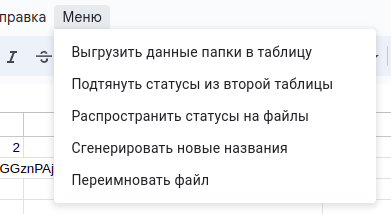 правка Меню
Выгрузить данные папки в таблицу
Подтянуть статусы из второй таблицы
Распространить статусы на файлы
Сгенерировать новые названия
Переимновать файл
2
GGznPAj